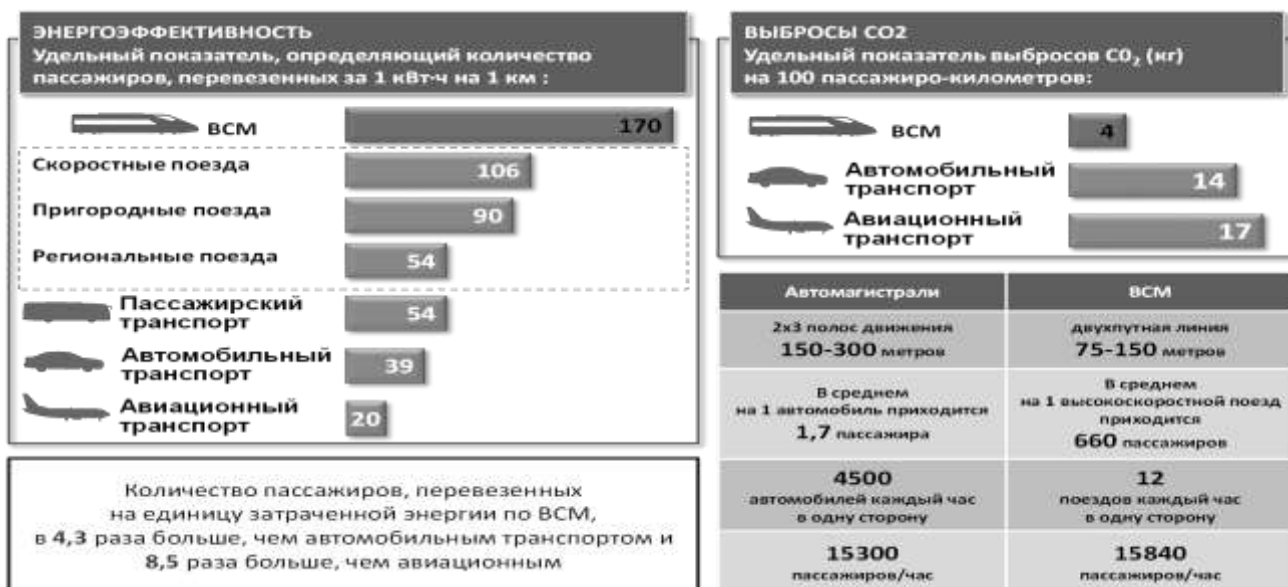 ЭНЕРГОЭФФЕКТИВНОСТЬ
Удельный показатель, определяющий количество
пассажиров, перевезенных за 1 кВт·ч на 1 км :
ВСМ 170
Скоростные поезда 106
Пригородные поезда 90
Региональные поезда 54
Пассажирский
транспорт 54
Автомобильный
транспорт 39
Авиационный
транспорт 20
Количество пассажиров, перевезенных
на единицу затраченной энергии по ВСМ,
в 4,3 раза больше, чем автомобильным транспортом и
8,5 раза больше, чем авиационным
ВЫБРОСЫ СО2
Удельный показатель выбросов С0₂ (кг)
на 100 пассажиро-километров:
ВСМ 4
Автомобильный
транспорт 14
Авиационный
транспорт 17
Автомагистрали ВСМ
2х3 полос движения
150-300 метров
двухпутная линия
75-150 метров
В среднем
на 1 автомобиль приходится
1,7 пассажира
В среднем
на 1 высокоскоростной поезд
приходится
660 пассажиров
4500
автомобилей каждый час
в одну сторону
12
поездов каждый час
в одну сторону
15300
пассажиров/час
15840
пассажиров/час